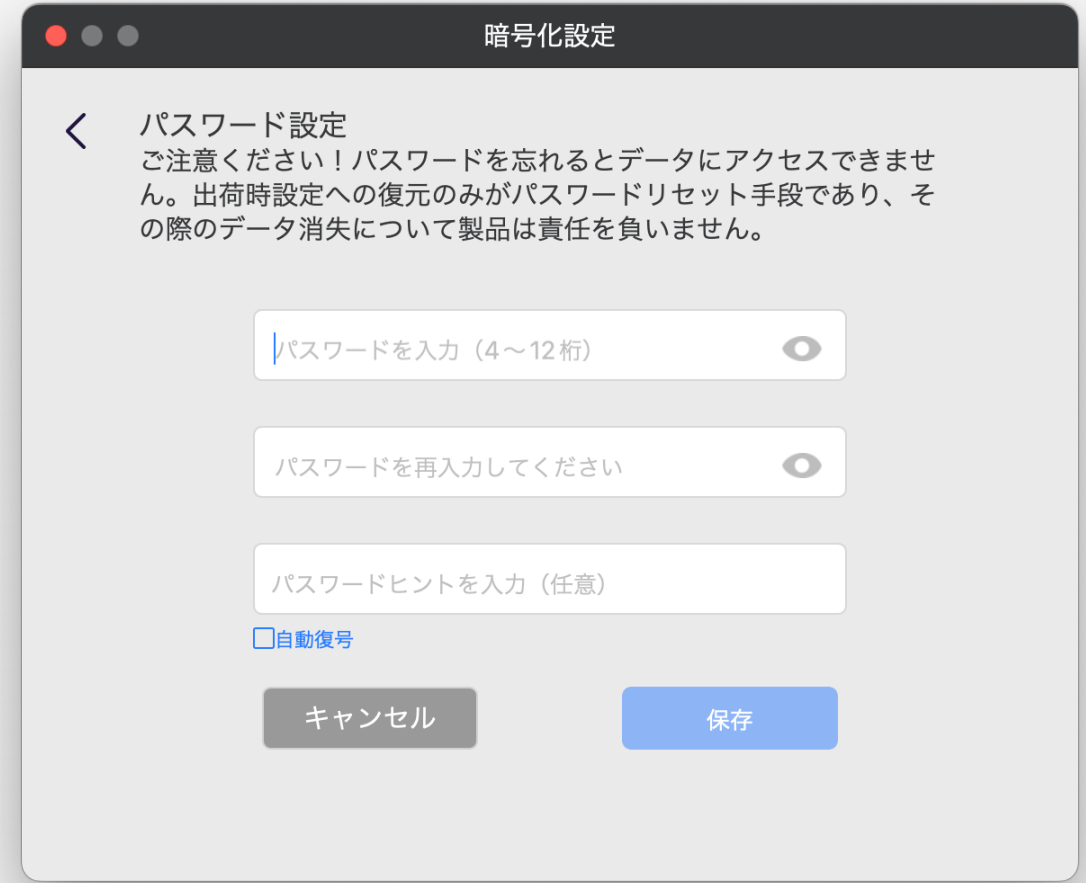 暗号化設定
パスワード設定
ご注意ください！パスワードを忘れるとデータにアクセスできませ
ん。出荷時設定への復元のみがパスワードリセット手段であり、そ
の際のデータ消失について製品は責任を負いません。
パスワードを入力（4～12桁）
パスワードを再入力してください
パスワードヒントを入力（任意）
自動復号
キャンセル
保存